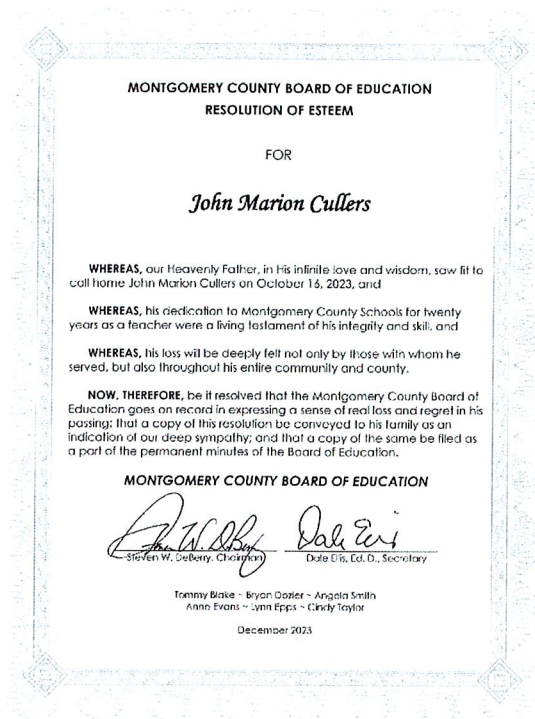 MONTGOMERY COUNTY BOARD OF EDUCATION
RESOLUTION OF ESTEEM
FOR
John Marion Cullers
WHEREAS, our Heavenly Father, in His infinite love and wisdom, saw fit to
call home John Marion Cullers on October 16, 2023, and
WHEREAS, his dedication to Montgomery County Schools for twenty
years as a teacher were a living testament of his integrity and skill, and
WHEREAS, his loss will be deeply felt not only by those with whom he
served, but also throughout his entire community and county.
NOW, THEREFORE, be it resolved that the Montgomery County Board of
Education goes on record in expressing a sense of real loss and regret in his
passing; that a copy of this resolution be conveyed to his family as an
indication of our deep sympathy; and that a copy of the same be filed as
a part of the permanent minutes of the Board of Education.
MONTGOMERY COUNTY BOARD OF EDUCATION
Steven W. DeBerry, Chairman Dale Ellis, Ed. D., Secretary
Tommy Blake ~ Bryan Dozier ~ Angela Smith
Anne Evans ~ Lynn Epps ~ Cindy Taylor
December 2023